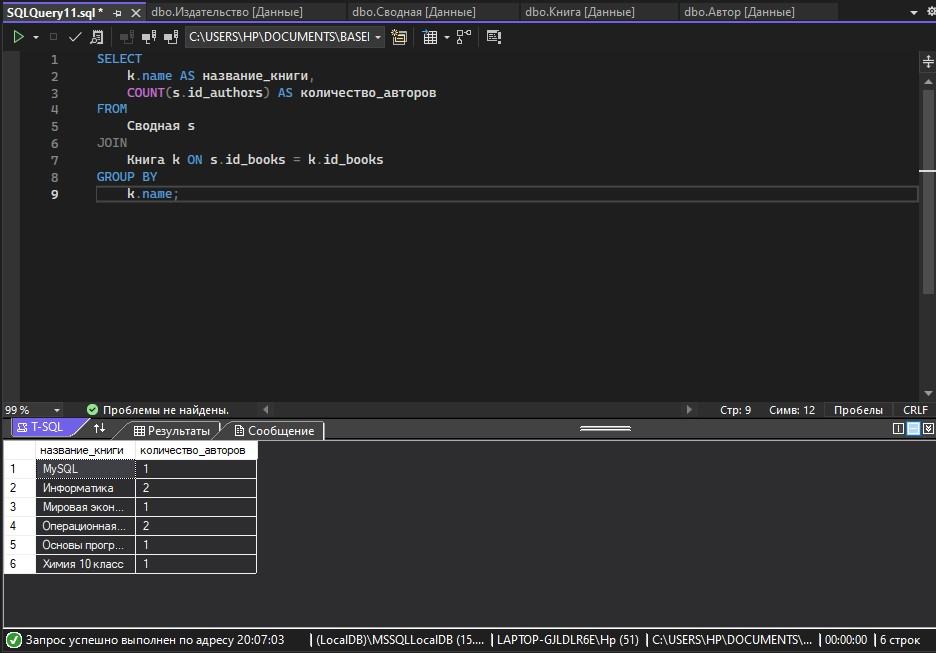 SQLQuery11.sql* dbo.Издательство [Данные] dbo.Сводная [Данные] dbo.Книга [Данные] dbo.Автор [Данные]
C:\USERS\HP\DOCUMENTS\BASEI
1 SELECT
2 k.name AS название_книги,
3 COUNT(s.id_authors) AS количество_авторов
4 FROM
5 Сводная s
6 JOIN
7 Книга k ON s.id_books = k.id_books
8 GROUP BY
9 k.name;
99 % Проблемы не найдены. Стр: 9 Симв: 12 Пробелы CRLF
T-SQL Результаты Сообщение
название_книги количество_авторов
1 MySQL 1
2 Информатика 2
3 Мировая экон... 1
4 Операционная... 2
5 Основы прогр... 1
6 Химия 10 класс 1
Запрос успешно выполнен по адресу 20:07:03 | (LocalDB)\MSSQLLocalDB (15.... | LAPTOP-GJLDLR6E\Hp (51) | C:\USERS\HP\DOCUMENTS\... | 00:00:00 | 6 строк